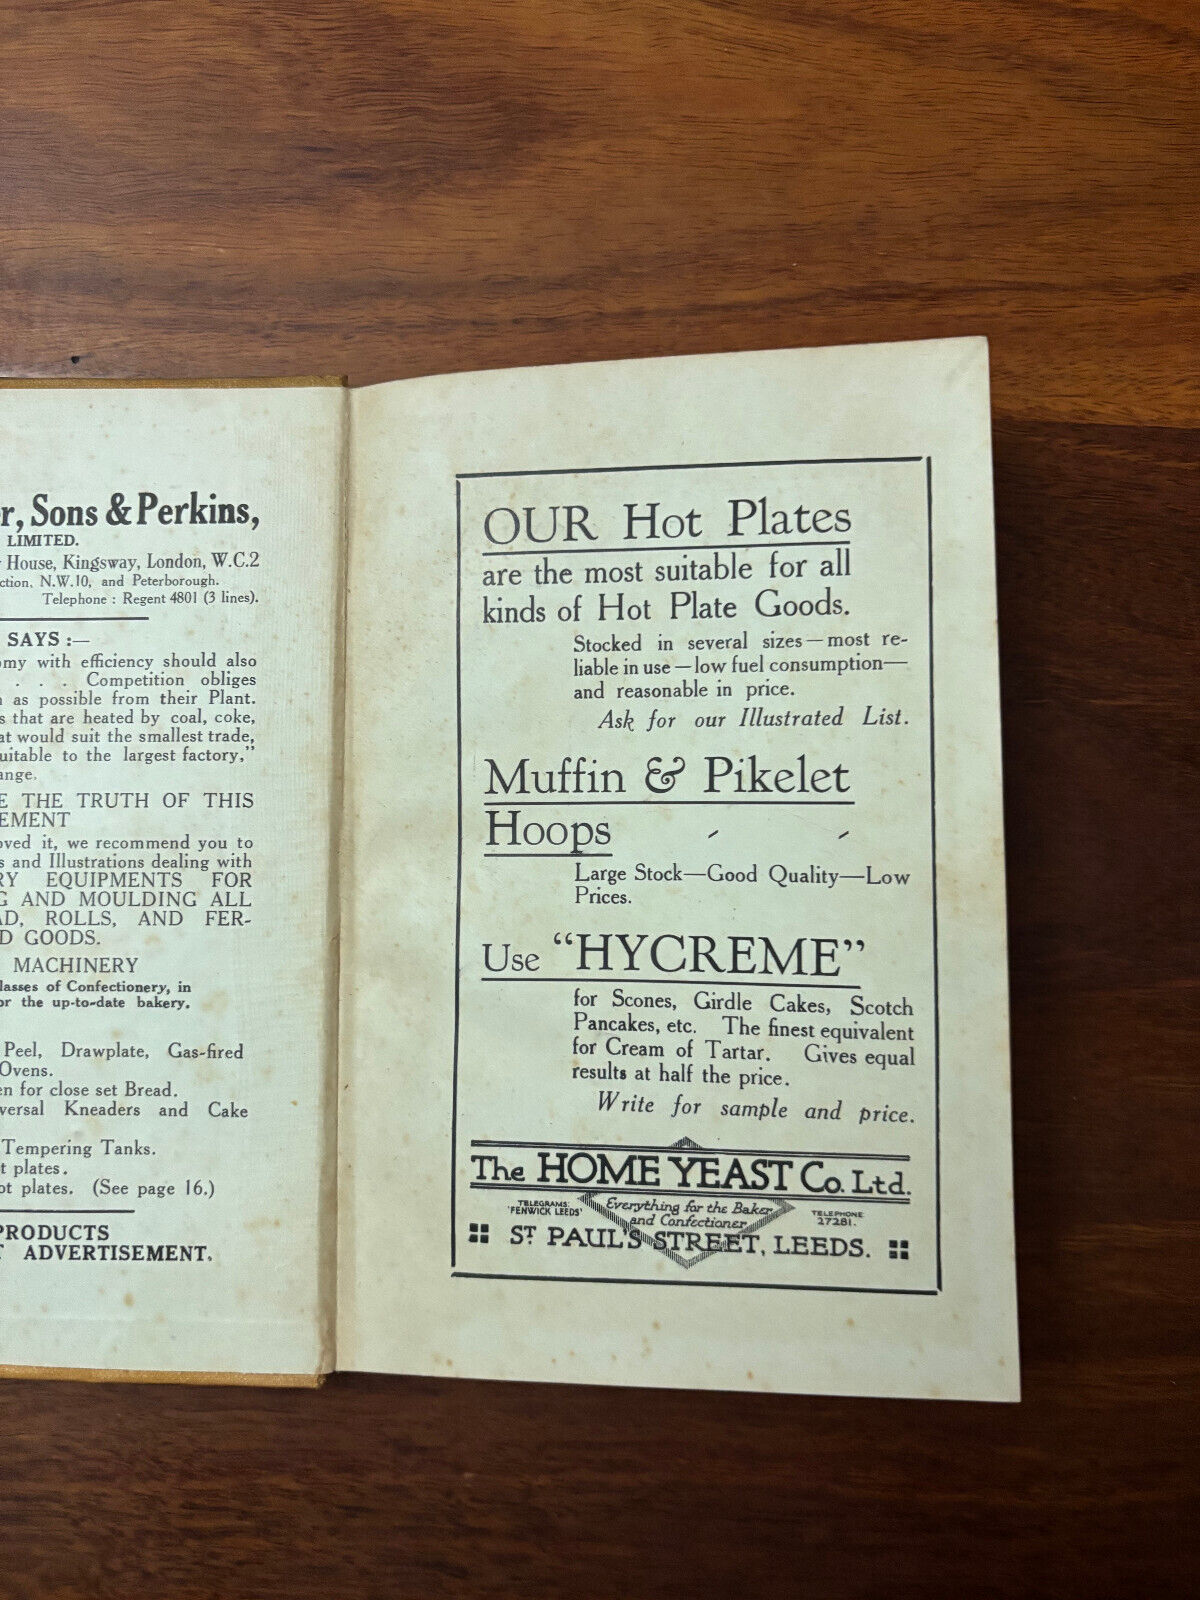 r, Sons & Perkins,
LIMITED.
House, Kingsway, London, W.C.2
ction, N.W.10, and Peterborough.
Telephone : Regent 4801 (3 lines).
SAYS :—
omy with efficiency should also
. . . Competition obliges
as possible from their Plant.
s that are heated by coal, coke,
at would suit the smallest trade,
uitable to the largest factory,"
ange.
E THE TRUTH OF THIS
EMENT
oved it, we recommend you to
s and Illustrations dealing with
RY EQUIPMENTS FOR
G AND MOULDING ALL
AD, ROLLS, AND FER-
D GOODS.
MACHINERY
lasses of Confectionery, in
or the up-to-date bakery.
Peel, Drawplate, Gas-fired
Ovens.
en for close set Bread.
versal Kneaders and Cake
Tempering Tanks.
t plates.
ot plates. (See page 16.)
PRODUCTS
T ADVERTISEMENT.
OUR Hot Plates
are the most suitable for all
kinds of Hot Plate Goods.
Stocked in several sizes—most re-
liable in use—low fuel consumption—
and reasonable in price.
Ask for our Illustrated List.
Muffin & Pikelet
Hoops
Large Stock—Good Quality—Low
Prices.
Use "HYCREME"
for Scones, Girdle Cakes, Scotch
Pancakes, etc. The finest equivalent
for Cream of Tartar. Gives equal
results at half the price.
Write for sample and price.
The HOME YEAST Co. Ltd.
TELEGRAMS:
'FENWICK LEEDS'
Everything for the Baker
and Confectioner
TELEPHONE
27281.
ST PAUL'S STREET, LEEDS.